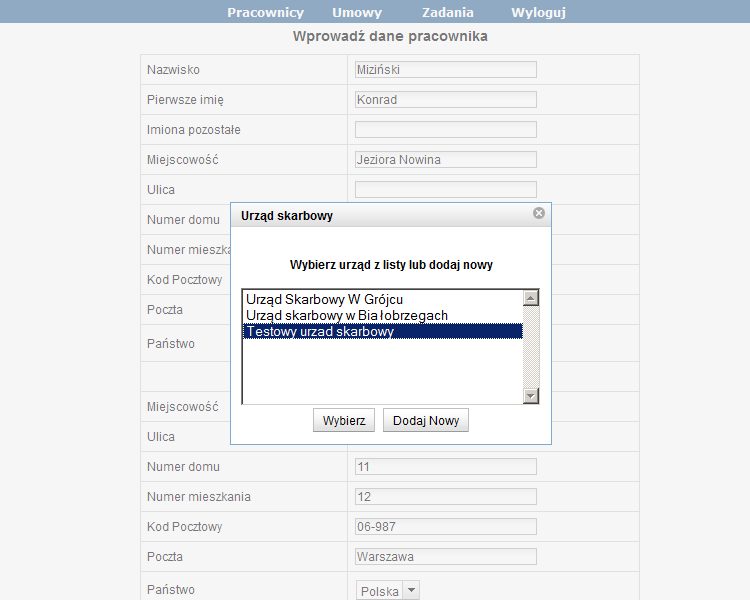 Pracownicy Umowy Zadania Wyloguj
Wprowadź dane pracownika
Nazwisko Miziński
Pierwsze imię Konrad
Imiona pozostałe
Miejscowość Jeziora Nowina
Ulica
Numer domu
Numer mieszka
Kod Pocztowy
Poczta
Państwo
Urząd skarbowy
Wybierz urząd z listy lub dodaj nowy
Urząd Skarbowy W Grójcu
Urząd skarbowy w Białobrzegach
Testowy urzad skarbowy
Wybierz Dodaj Nowy
Miejscowość
Ulica
Numer domu 11
Numer mieszkania 12
Kod Pocztowy 06-987
Poczta Warszawa
Państwo Polska